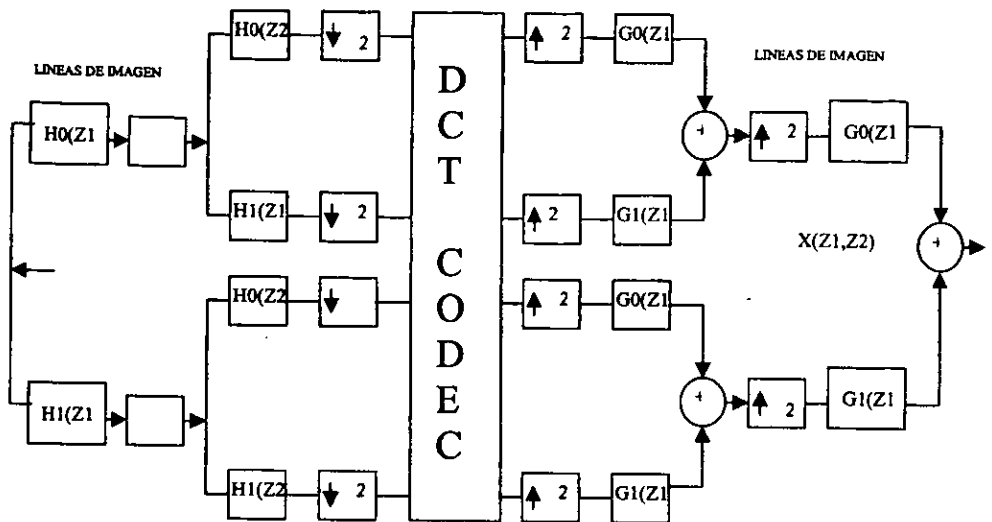 LINEAS DE IMAGEN
H0(Z1
H1(Z1
H0(Z2
2
H1(Z1
2
H0(Z2
H1(Z2
2
DCT CODEC
2
G0(Z1
2
G1(Z1
+
2
G0(Z1
2
G1(Z1
+
LINEAS DE IMAGEN
2
G0(Z1
2
G1(Z1
X(Z1,Z2)
+